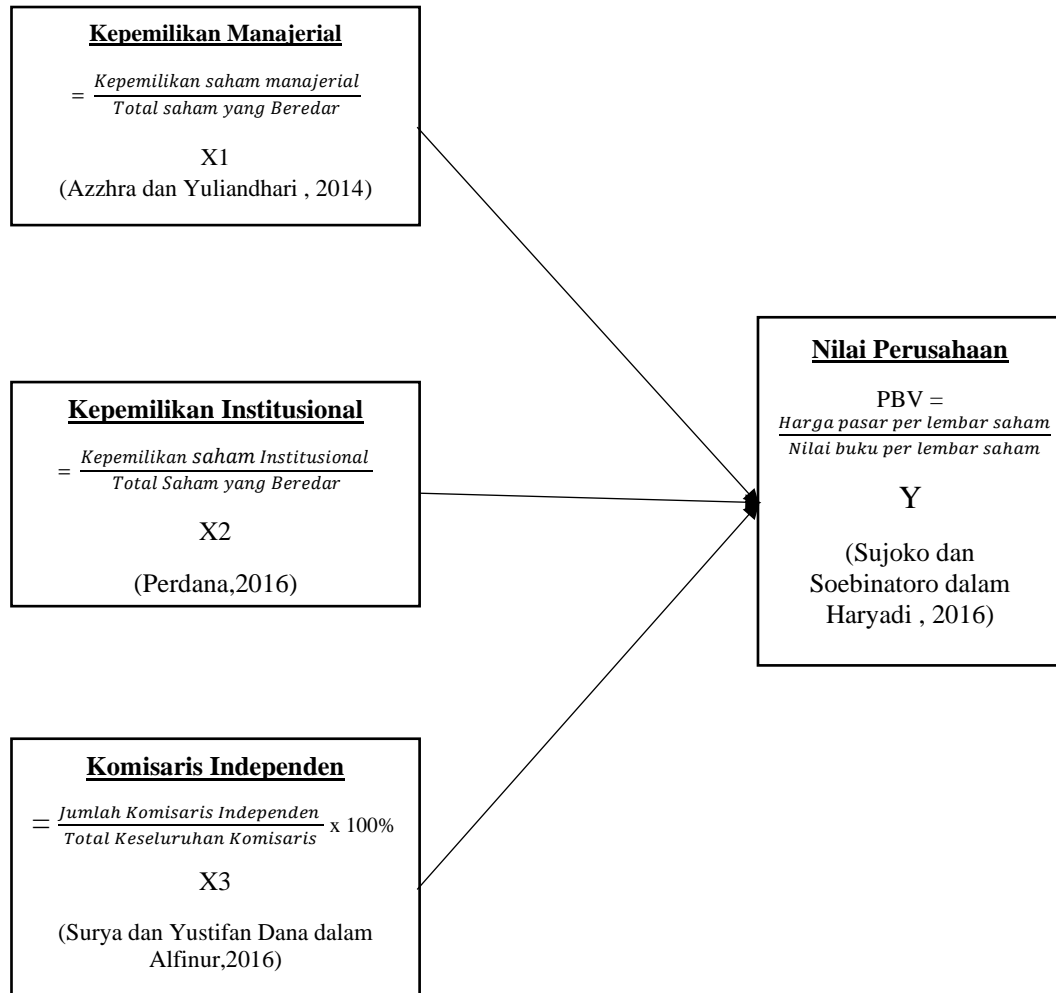 Kepemilikan Manajerial
= Kepemilikan saham manajerial
Total saham yang Beredar
X1
(Azzhra dan Yuliandhari , 2014)
Kepemilikan Institusional
= Kepemilikan saham Institusional
Total Saham yang Beredar
X2
(Perdana,2016)
Komisaris Independen
= Jumlah Komisaris Independen x 100%
Total Keseluruhan Komisaris
X3
(Surya dan Yustifan Dana dalam
Alfinur,2016)
Nilai Perusahaan
PBV =
Harga pasar per lembar saham
Nilai buku per lembar saham
Y
(Sujoko dan
Soebinatoro dalam
Haryadi , 2016)